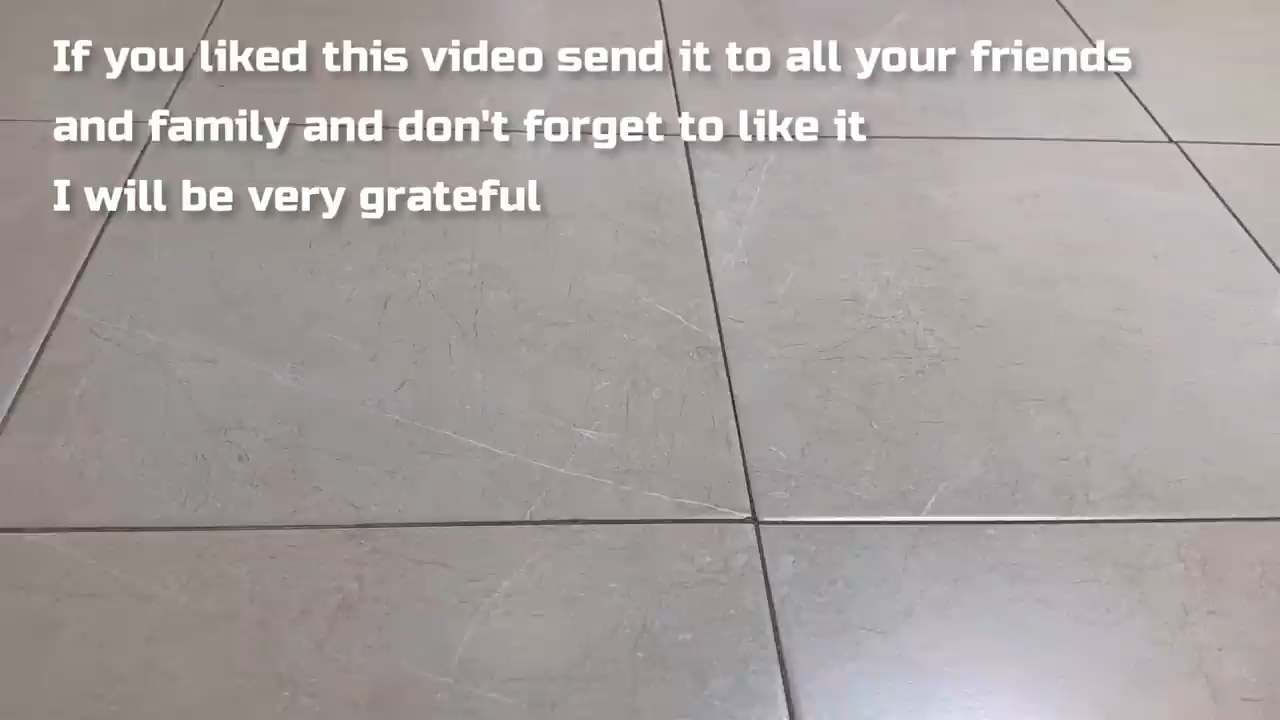 If you liked this video send it to all your friends
and family and don't forget to like it
I will be very grateful